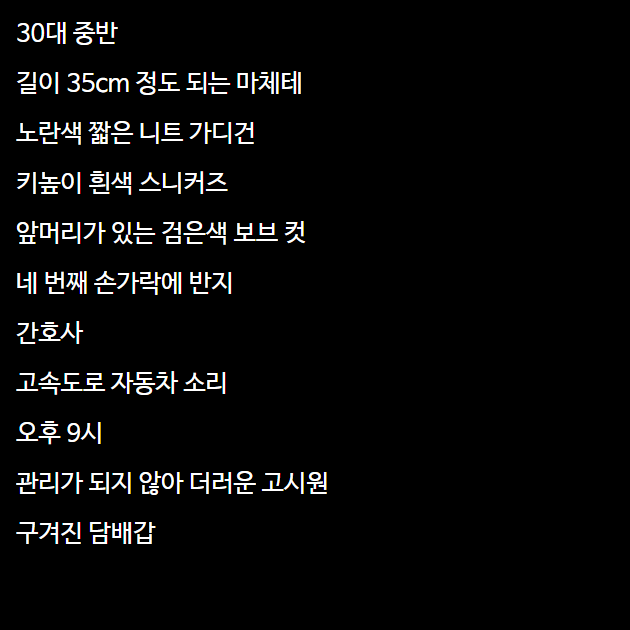 30대 중반
길이 35cm 정도 되는 마체테
노란색 짧은 니트 가디건
키높이 흰색 스니커즈
앞머리가 있는 검은색 보브 컷
네 번째 손가락에 반지
간호사
고속도로 자동차 소리
오후 9시
관리가 되지 않아 더러운 고시원
구겨진 담배갑